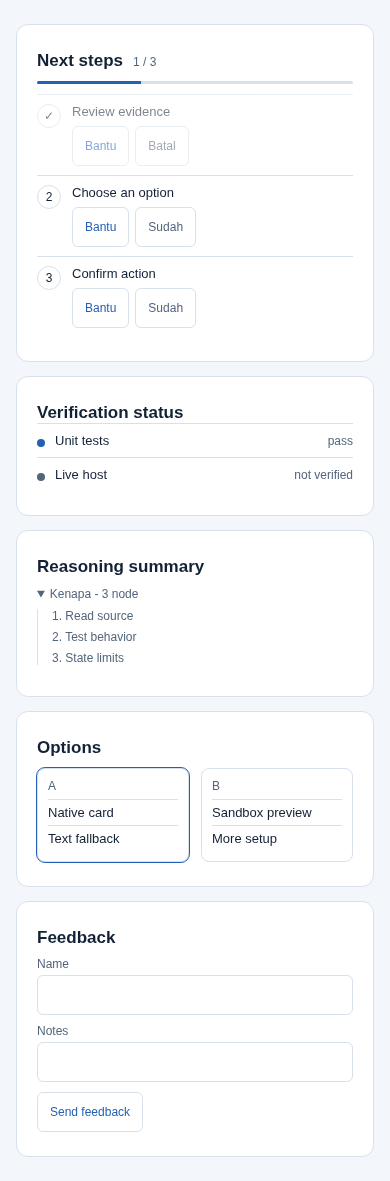 Next steps 1 / 3
✓ Review evidence
Bantu Batal
2 Choose an option
Bantu Sudah
3 Confirm action
Bantu Sudah
Verification status
Unit tests pass
Live host not verified
Reasoning summary
▼ Kenapa - 3 node
1. Read source
2. Test behavior
3. State limits
Options
A
Native card
Text fallback
B
Sandbox preview
More setup
Feedback
Name
Notes
Send feedback